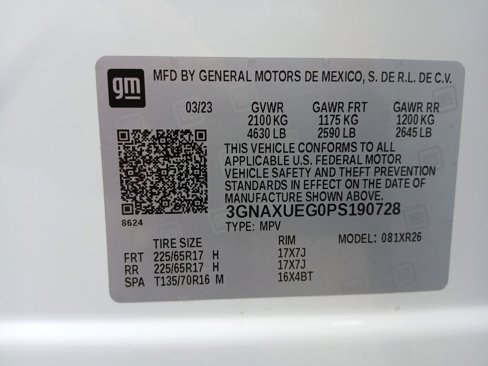 gm
MFD BY GENERAL MOTORS DE MEXICO, S. DE R.L. DE C.V.
03/23 GVWR GAWR FRT GAWR RR
2100 KG 1175 KG 1200 KG
4630 LB 2590 LB 2645 LB
THIS VEHICLE CONFORMS TO ALL
APPLICABLE U.S. FEDERAL MOTOR
VEHICLE SAFETY AND THEFT PREVENTION
STANDARDS IN EFFECT ON THE DATE OF
MANUFACTURE SHOWN ABOVE.
3GNAXUEG0PS190728
8624
TYPE: MPV
TIRE SIZE RIM MODEL: 081XR26
FRT 225/65R17 H 17X7J
RR 225/65R17 H 17X7J
SPA T135/70R16 M 16X4BT